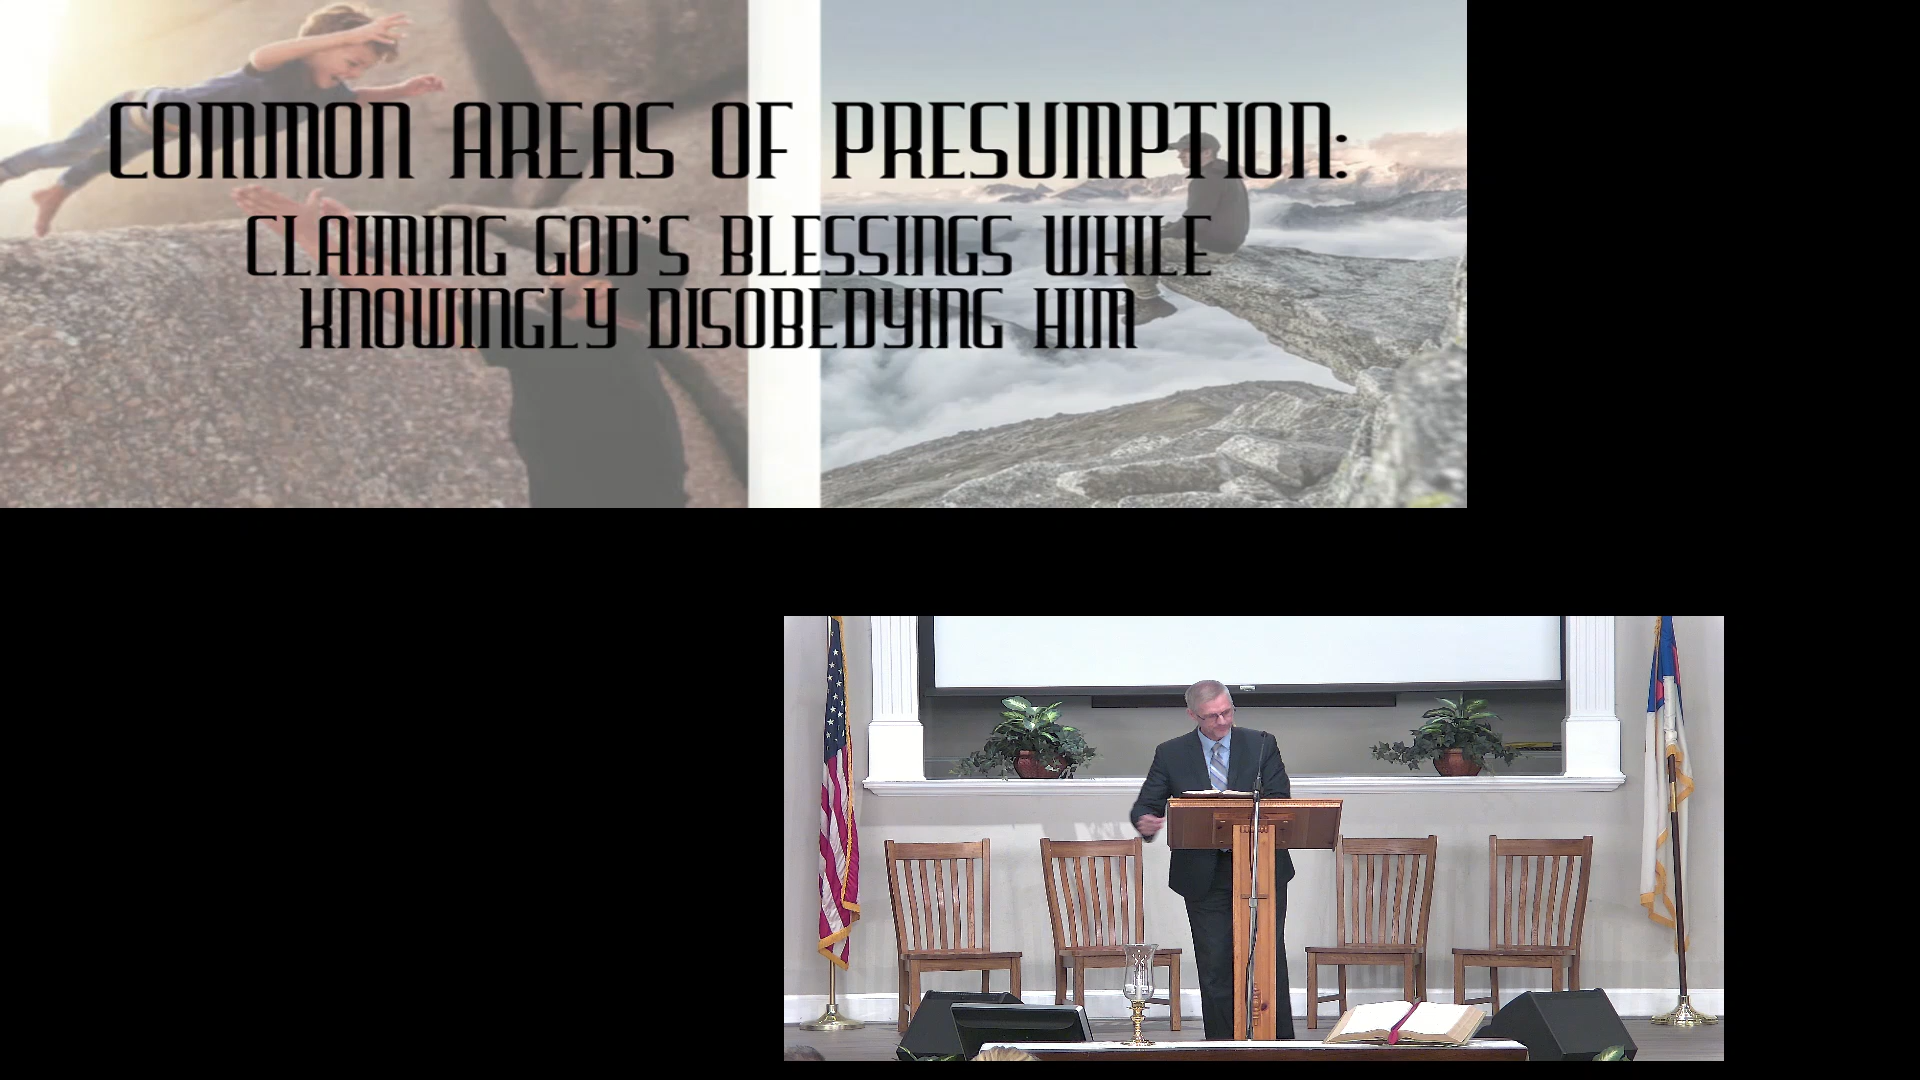 COMMON AREAS OF PRESUMPTION:
CLAIMING GOD'S BLESSINGS WHILE
KNOWINGLY DISOBEDYING HIM